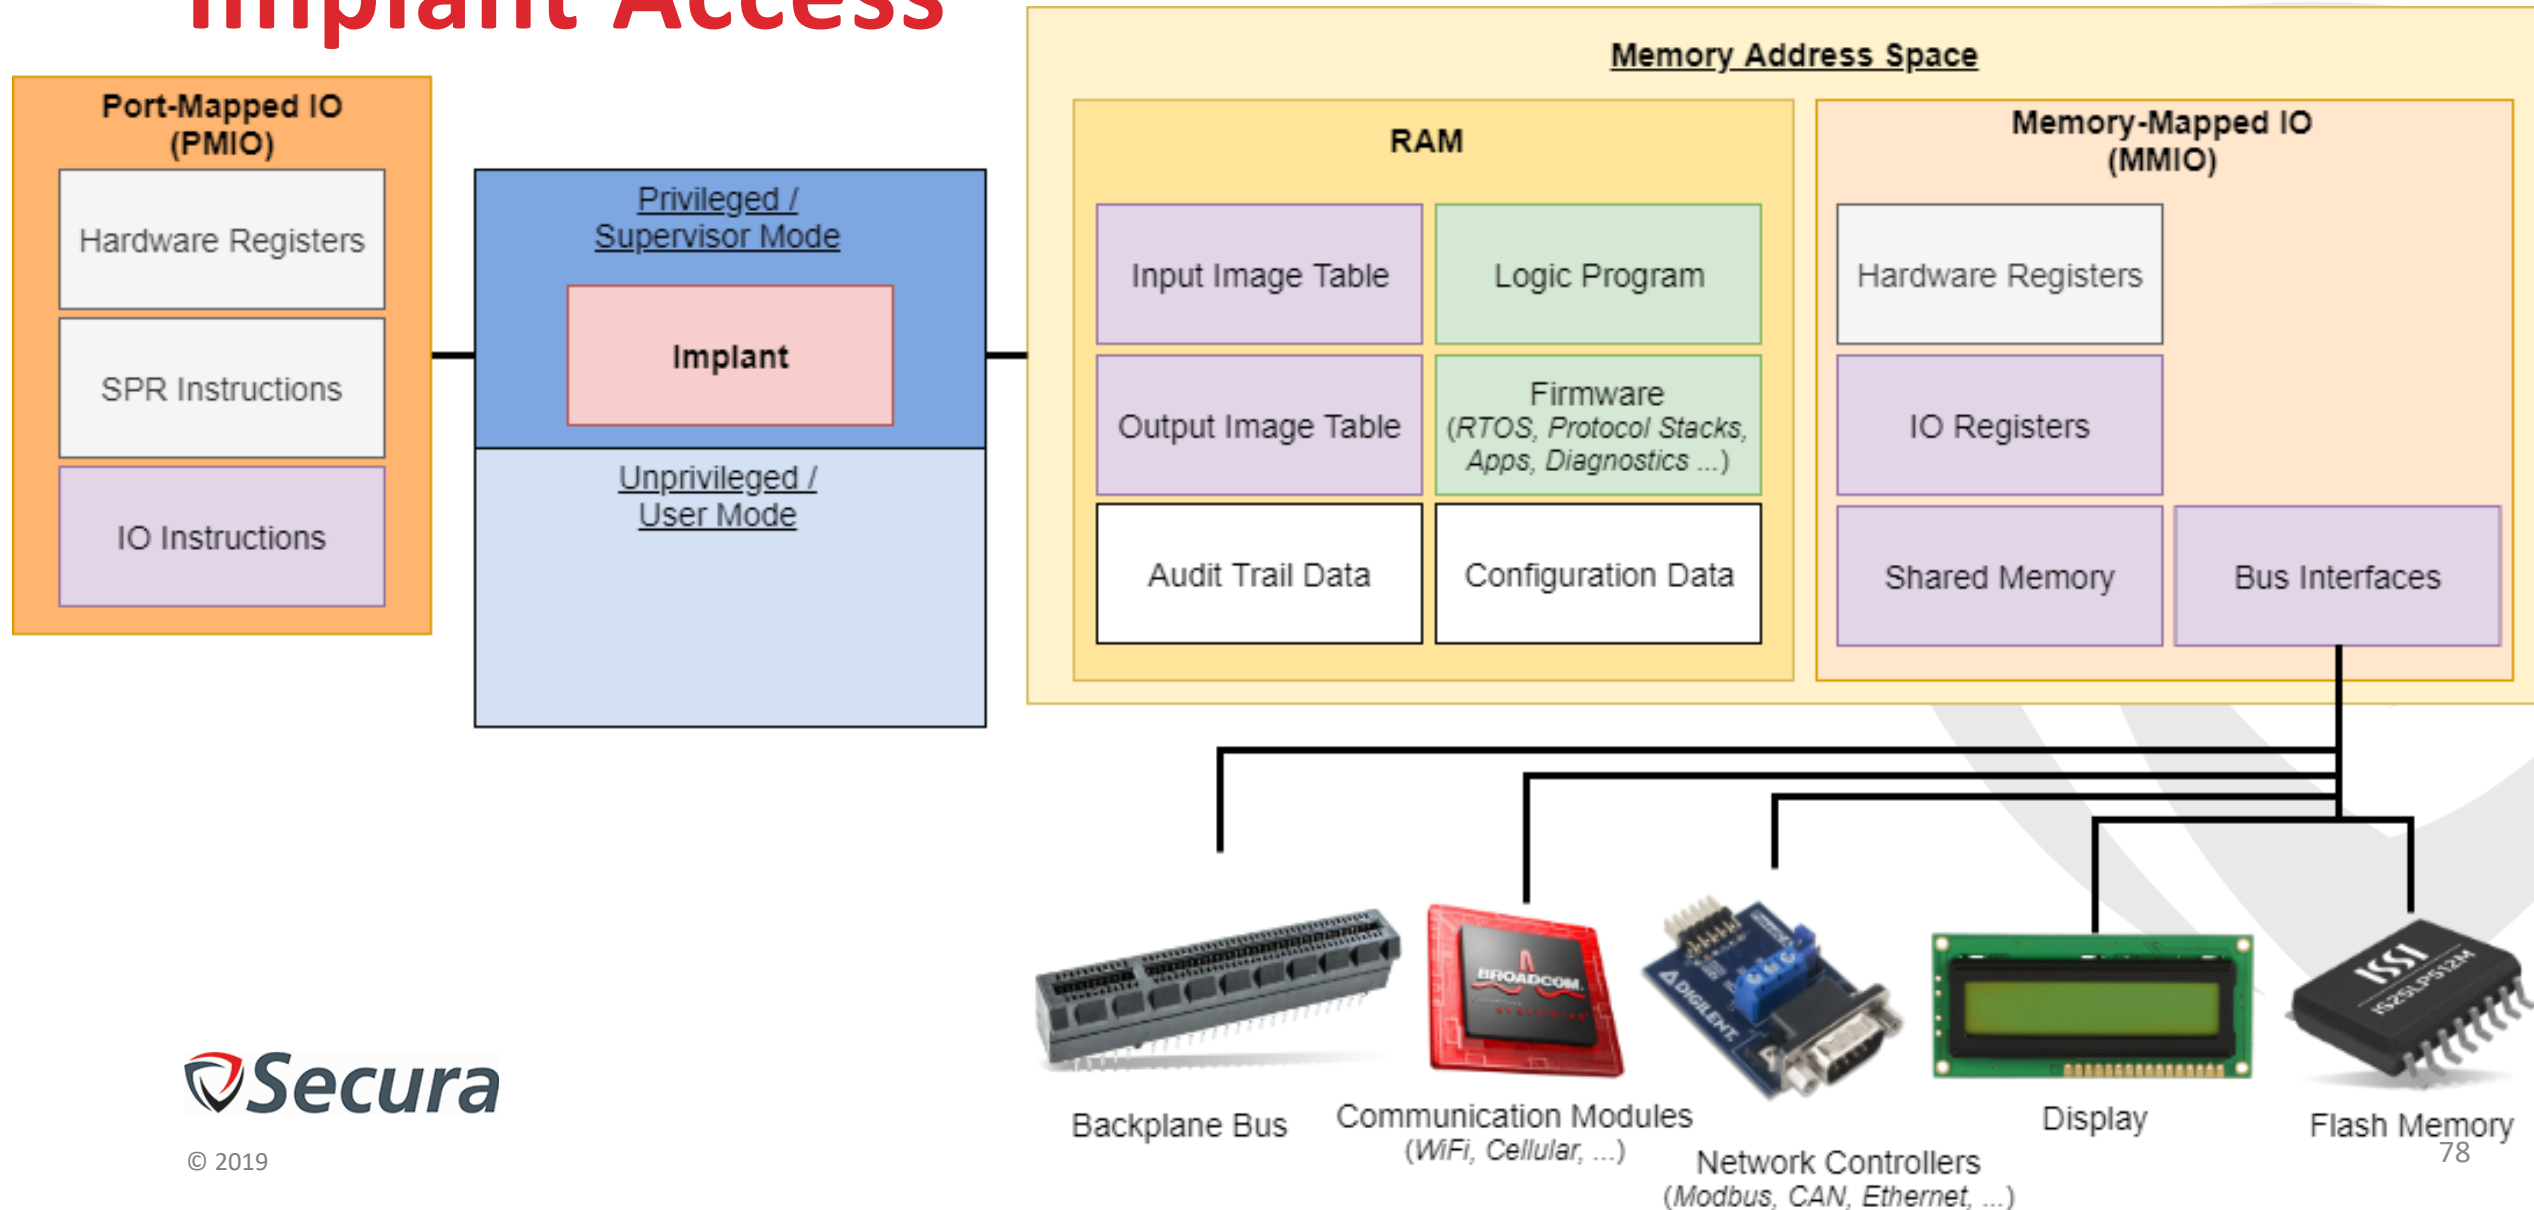 Implant Access
Port-Mapped IO
(PMIO)
Hardware Registers
SPR Instructions
IO Instructions
Privileged /
Supervisor Mode
Implant
Unprivileged /
User Mode
Memory Address Space
RAM
Input Image Table
Logic Program
Output Image Table
Firmware
(RTOS, Protocol Stacks,
Apps, Diagnostics ...)
Audit Trail Data
Configuration Data
Memory-Mapped IO
(MMIO)
Hardware Registers
IO Registers
Shared Memory
Bus Interfaces
BROADCOM.
DIGILENT
ISSI
IS25LP512M
Backplane Bus
Communication Modules
(WiFi, Cellular, ...)
Network Controllers
(Modbus, CAN, Ethernet, ...)
Display
Flash Memory
Secura
© 2019
78